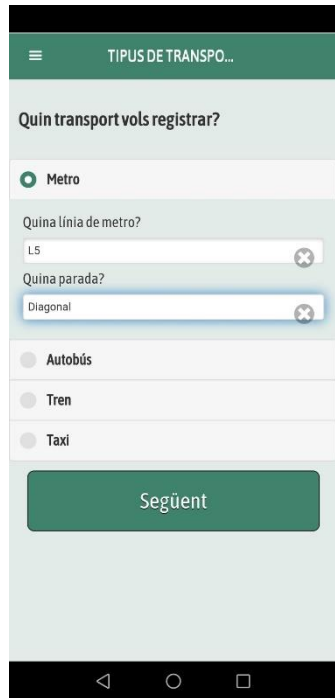 TIPUS DE TRANSPO...
Quin transport vols registrar?
Metro
Quina línia de metro?
L5
Quina parada?
Diagonal
Autobús
Tren
Taxi
Següent